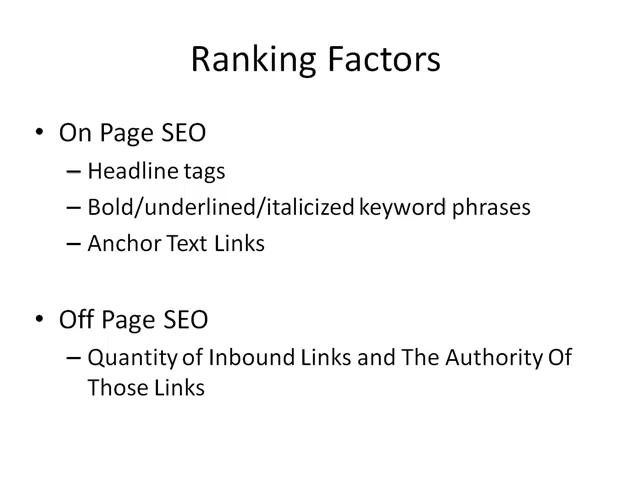 Ranking Factors
• On Page SEO
– Headline tags
– Bold/underlined/italicized keyword phrases
– Anchor Text Links
• Off Page SEO
– Quantity of Inbound Links and The Authority Of
Those Links